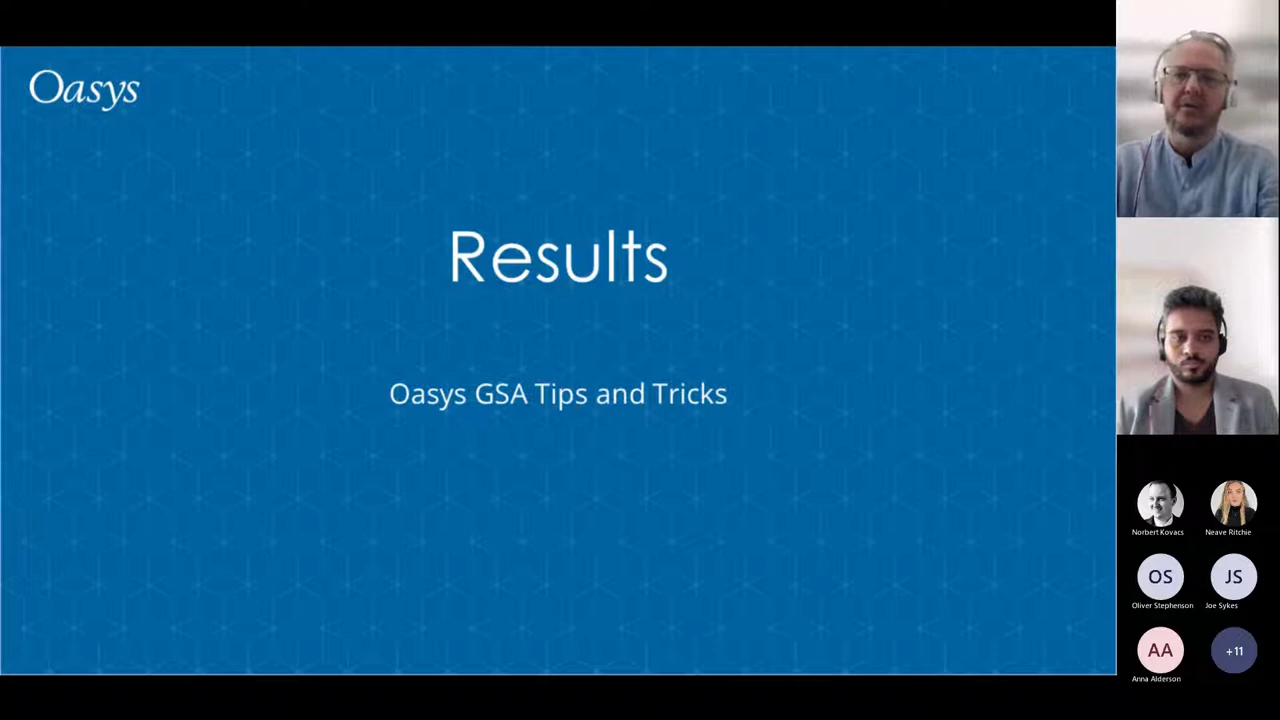 Oasys
Results
Oasys GSA Tips and Tricks
Norbert Kovacs
Neave Ritchie
OS
JS
Oliver Stephenson
Joe Sykes
AA
+11
Anna Alderson